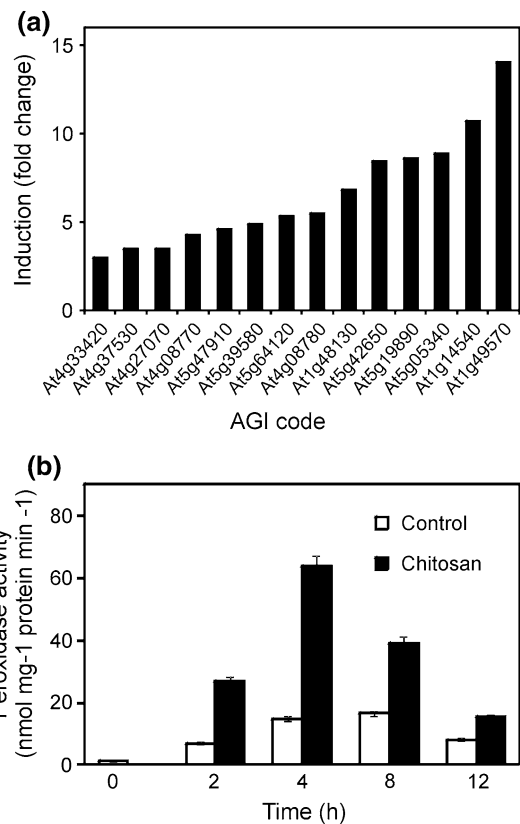 (a)
Induction (fold change)
15
10
5
0
At4g33420
At4g37530
At4g27070
At4g08770
At5g47910
At5g39580
At5g64120
At4g08780
At1g48130
At5g42650
At5g19890
At5g05340
At1g14540
At1g49570
AGI code
(b)
Peroxidase activity
(nmol mg-1 protein min -1)
80
60
40
20
0
Control
Chitosan
0 2 4 8 12
Time (h)